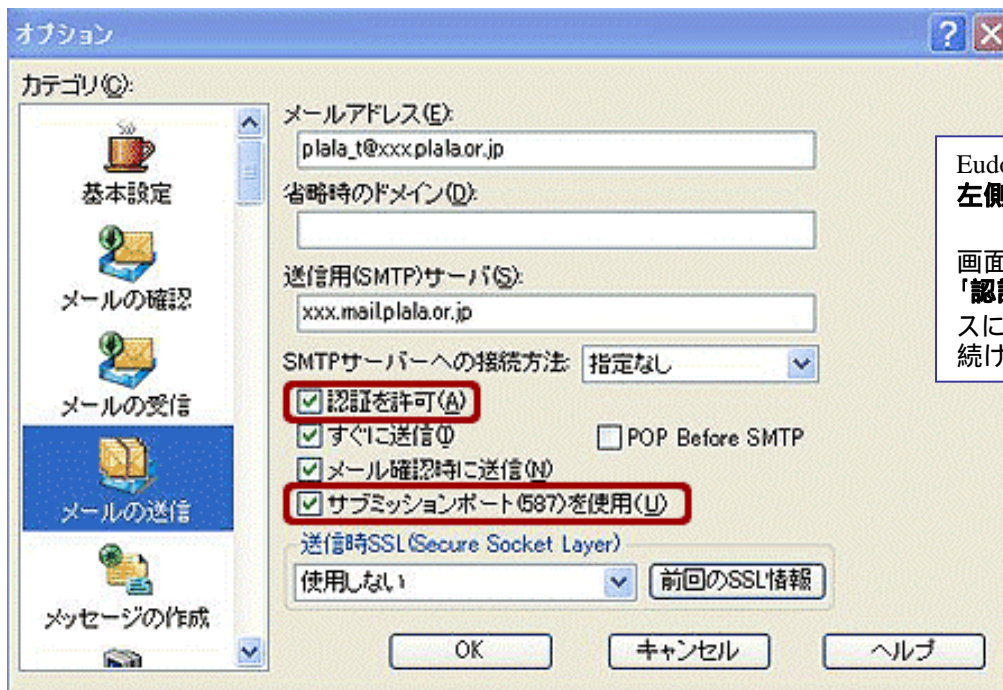 オプション
カテゴリ(C):
基本設定
メールの確認
メールの受信
メールの送信
メッセージの作成
メールアドレス(E):
plala_t@xxx.plala.or.jp
省略時のドメイン(D):
送信用(SMTP)サーバ(S):
xxx.mail.plala.or.jp
SMTPサーバーへの接続方法: 指定なし
認証を許可(A)
すぐに送信(I) POP Before SMTP
メール確認時に送信(N)
サブミッションポート(587)を使用(U)
送信時SSL(Secure Socket Layer)
使用しない 前回のSSL情報
OK キャンセル ヘルプ
左側
画面
スに
続け